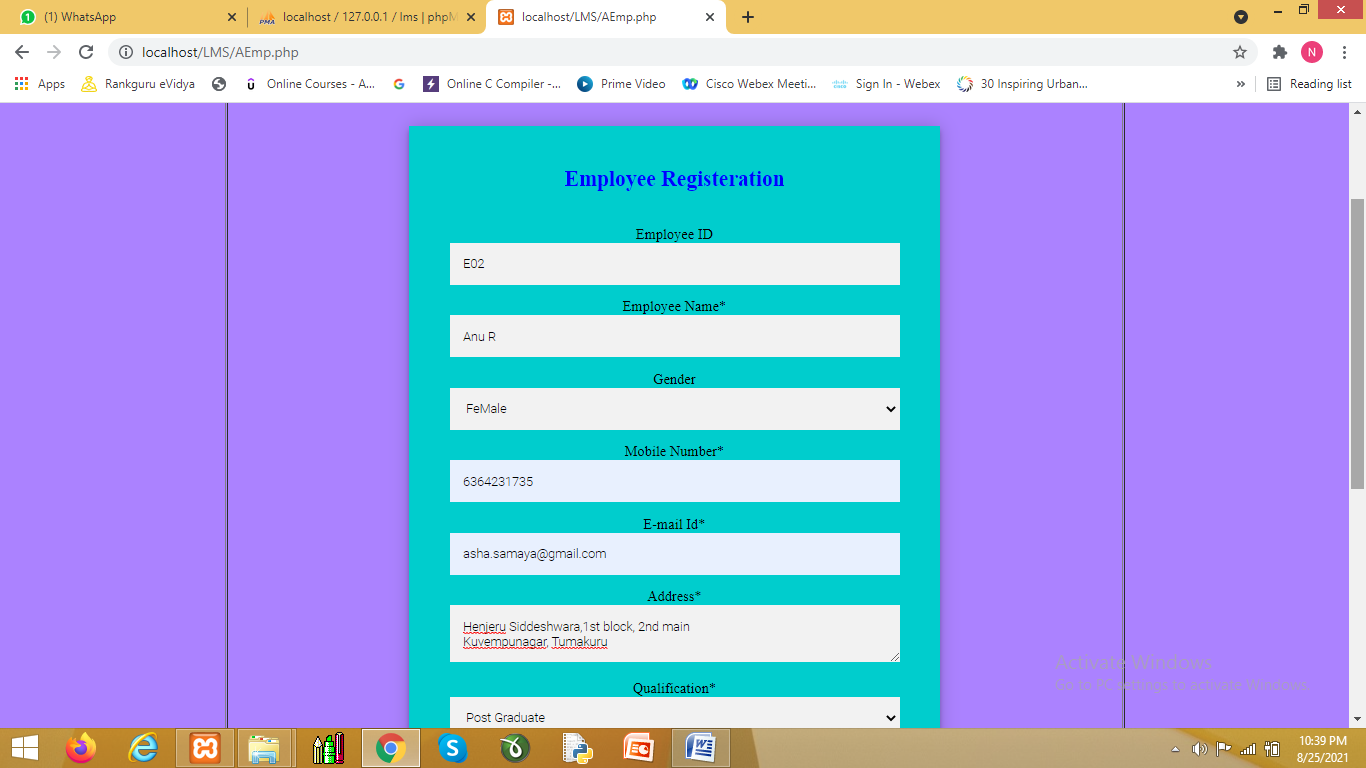 (1) WhatsApp
localhost / 127.0.0.1 / lms | phpM
localhost/LMS/AEmp.php
localhost/LMS/AEmp.php
N
Apps
Rankguru eVidya
Online Courses - A...
Online C Compiler -...
Prime Video
Cisco Webex Meeti...
Sign In - Webex
30 Inspiring Urban...
»
Reading list
Employee Registeration
Employee ID
E02
Employee Name*
Anu R
Gender
FeMale
Mobile Number*
6364231735
E-mail Id*
asha.samaya@gmail.com
Address*
Henjeru Siddeshwara,1st block, 2nd main
Kuvempunagar, Tumakuru
Qualification*
Post Graduate
Activate Windows
Go to PC settings to activate Windows.
10:39 PM
8/25/2021